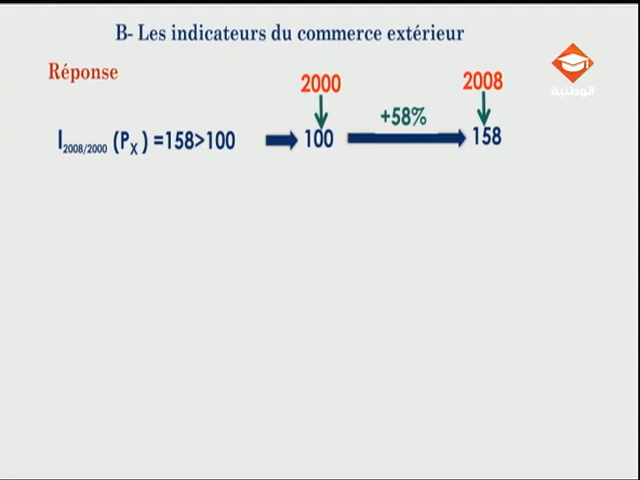 B- Les indicateurs du commerce extérieur
Réponse
2000
2008
الوطنية
+58%
I2008/2000 (PX) =158>100
100
158